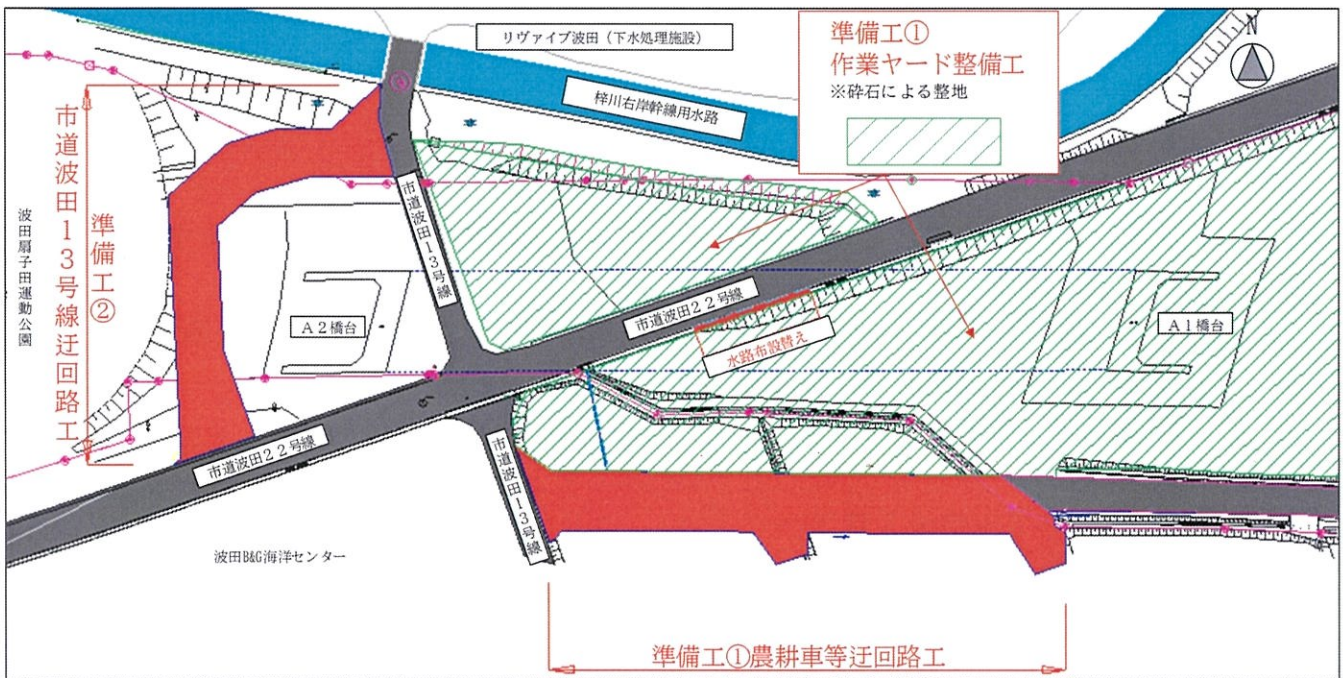 リヴァイブ波田（下水処理施設）
準備工①
作業ヤード整備工
※砕石による整地
N
梓川右岸幹線用水路
市道波田13号線迂回路工
準備工②
波田扇子田運動公園
市道波田13号線
A2橋台
市道波田22号線
水路布設替え
A1橋台
市道波田22号線
市道波田13号線
波田B&G海洋センター
準備工①農耕車等迂回路工